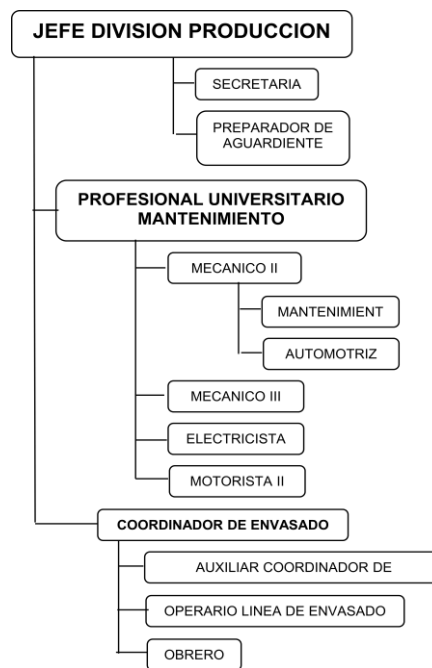 JEFE DIVISION PRODUCCION
SECRETARIA
PREPARADOR DE
AGUARDIENTE
PROFESIONAL UNIVERSITARIO
MANTENIMIENTO
MECANICO II
MANTENIMIENT
AUTOMOTRIZ
MECANICO III
ELECTRICISTA
MOTORISTA II
COORDINADOR DE ENVASADO
AUXILIAR COORDINADOR DE
OPERARIO LINEA DE ENVASADO
OBRERO